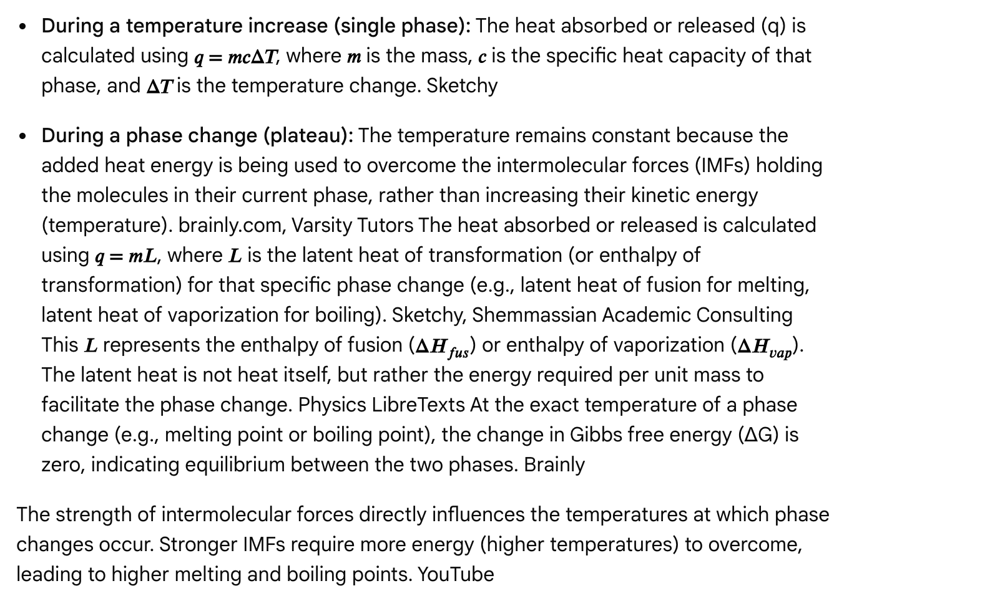 • During a temperature increase (single phase): The heat absorbed or released (q) is
calculated using q = mcΔT, where m is the mass, c is the specific heat capacity of that
phase, and ΔT is the temperature change. Sketchy
• During a phase change (plateau): The temperature remains constant because the
added heat energy is being used to overcome the intermolecular forces (IMFs) holding
the molecules in their current phase, rather than increasing their kinetic energy
(temperature). brainly.com, Varsity Tutors The heat absorbed or released is calculated
using q = mL, where L is the latent heat of transformation (or enthalpy of
transformation) for that specific phase change (e.g., latent heat of fusion for melting,
latent heat of vaporization for boiling). Sketchy, Shemmassian Academic Consulting
This L represents the enthalpy of fusion (ΔH_fus) or enthalpy of vaporization (ΔH_vap).
The latent heat is not heat itself, but rather the energy required per unit mass to
facilitate the phase change. Physics LibreTexts At the exact temperature of a phase
change (e.g., melting point or boiling point), the change in Gibbs free energy (ΔG) is
zero, indicating equilibrium between the two phases. Brainly
The strength of intermolecular forces directly influences the temperatures at which phase
changes occur. Stronger IMFs require more energy (higher temperatures) to overcome,
leading to higher melting and boiling points. YouTube